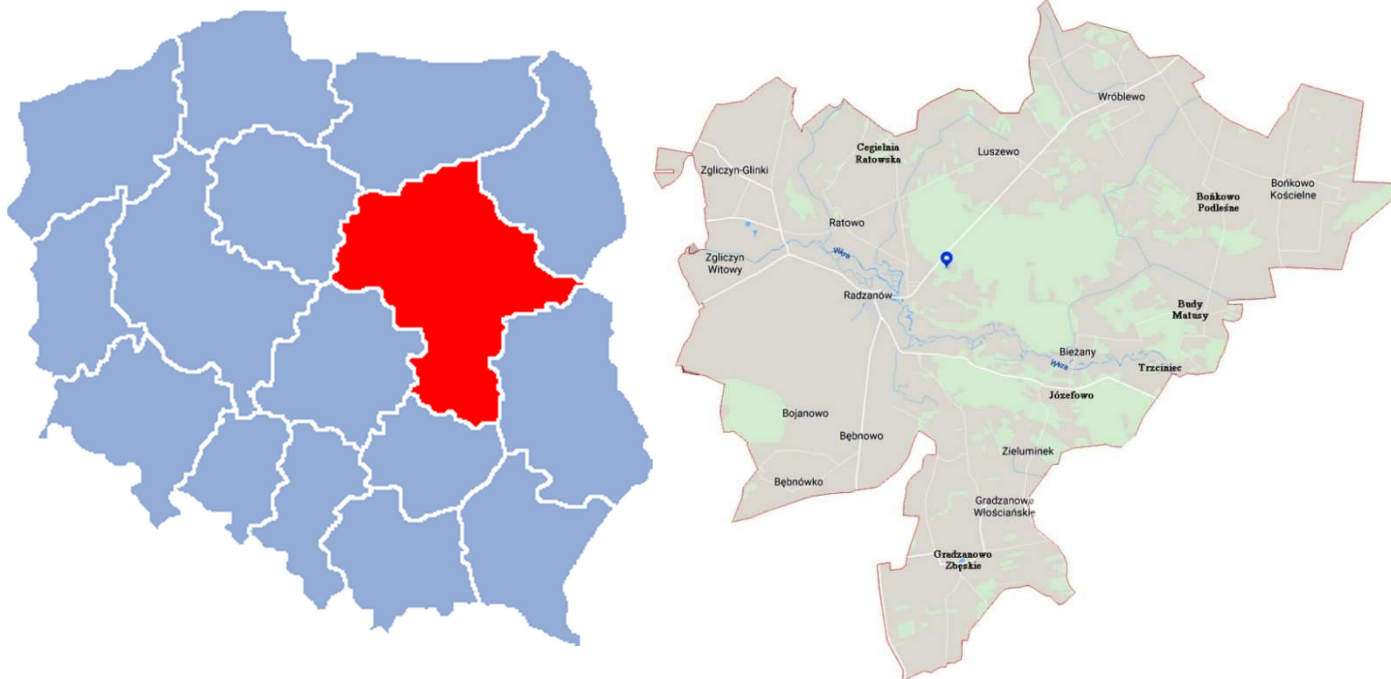 Wróblewo
Cegielnia
Ratowska
Luszewo
Zgliczyn-Glinki
Bońkowo
Kościelne
Bońkowo
Podleśne
Ratowo
Wkra
Zgliczyn
Witowy
Radzanów
Budy
Matusy
Bieżany
Wkra
Trzciniec
Józefowo
Bojanowo
Bębnowo
Zieluminek
Bębnówko
Gradzanowo
Włościańskie
Gradzanowo
Zbęskie